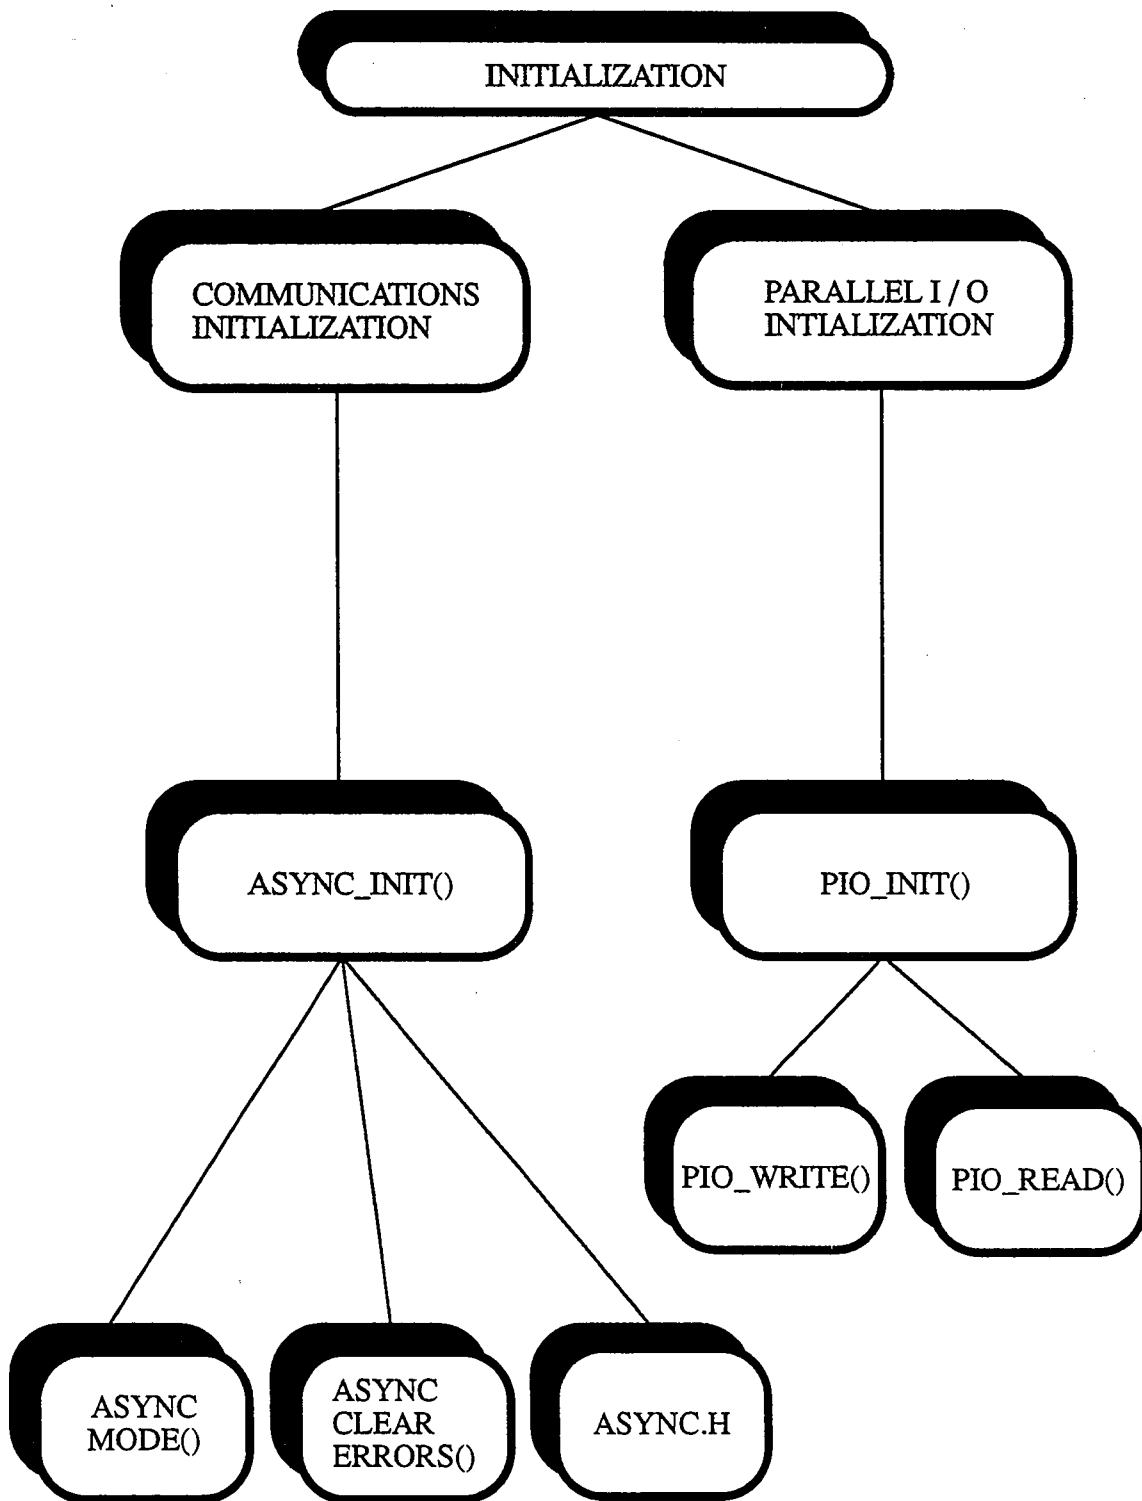 INITIALIZATION
COMMUNICATIONS
INITIALIZATION
PARALLEL I / O
INTIALIZATION
ASYNC_INIT()
PIO_INIT()
PIO_WRITE()
PIO_READ()
ASYNC
MODE()
ASYNC
CLEAR
ERRORS()
ASYNC.H